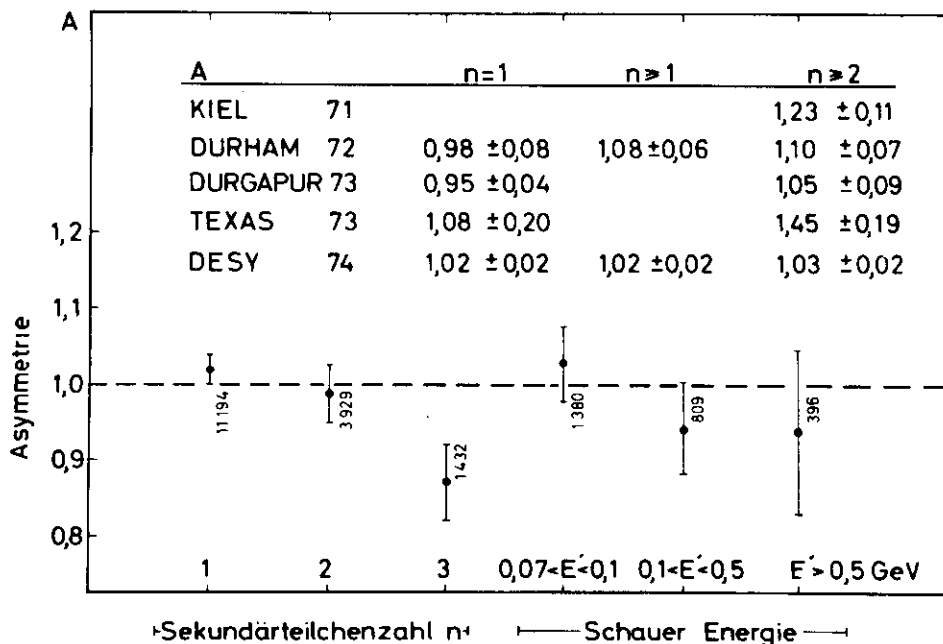 A
A n=1 n⩾1 n⩾2
KIEL 71 1,23 ±0,11
DURHAM 72 0,98 ±0,08 1,08±0,06 1,10 ±0,07
DURGAPUR 73 0,95 ±0,04 1,05 ±0,09
TEXAS 73 1,08 ±0,20 1,45 ±0,19
DESY 74 1,02 ±0,02 1,02 ±0,02 1,03 ±0,02
1,2
1,1
1,0
0,9
0,8
Asymmetrie
11194
3929
1432
1380
809
396
1 2 3 0,07<E´<0,1 0,1<E´<0,5 E´>0,5 GeV
Sekundärteilchenzahl n
Schauer Energie